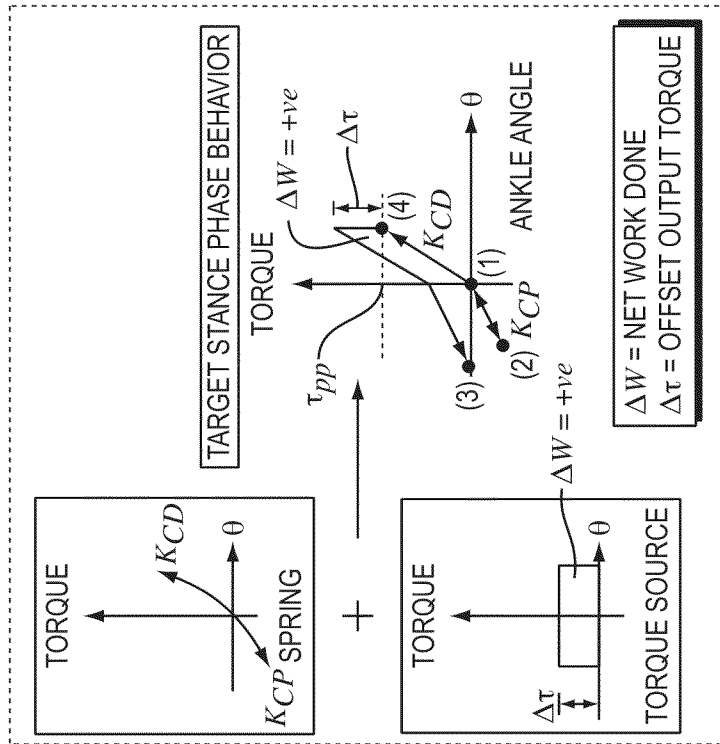 TORQUE
K_CD
θ
K_CP
SPRING
+
TORQUE
Δτ
θ
ΔW = +ve
TORQUE SOURCE
TARGET STANCE PHASE BEHAVIOR
TORQUE
ΔW = +ve
Δτ
τ_pp
(4)
K_CD
(1)
θ
(3)
(2)
K_CP
ANKLE ANGLE
ΔW = NET WORK DONE
Δτ = OFFSET OUTPUT TORQUE